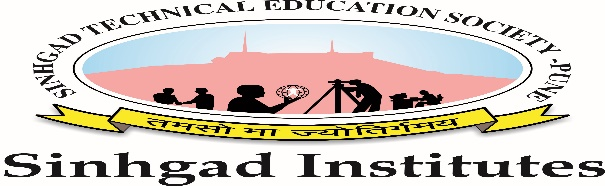 SINHGAD TECHNICAL EDUCATION SOCIETY - PUNE
तमसो मा ज्योतिर्गमय
Sinhgad Institutes